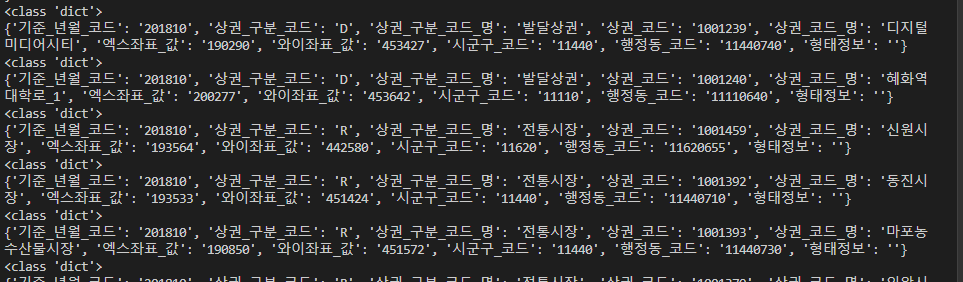 <class 'dict'>
{'기준_년월_코드': '201810', '상권_구분_코드': 'D', '상권_구분_코드_명': '발달상권', '상권_코드': '1001239', '상권_코드_명': '디지털
미디어시티', '엑스좌표_값': '190290', '와이좌표_값': '453427', '시군구_코드': '11440', '행정동_코드': '11440740', '형태정보': ''}
<class 'dict'>
{'기준_년월_코드': '201810', '상권_구분_코드': 'D', '상권_구분_코드_명': '발달상권', '상권_코드': '1001240', '상권_코드_명': '혜화역
대학로_1', '엑스좌표_값': '200277', '와이좌표_값': '453642', '시군구_코드': '11110', '행정동_코드': '11110640', '형태정보': ''}
<class 'dict'>
{'기준_년월_코드': '201810', '상권_구분_코드': 'R', '상권_구분_코드_명': '전통시장', '상권_코드': '1001459', '상권_코드_명': '신원시
장', '엑스좌표_값': '193564', '와이좌표_값': '442580', '시군구_코드': '11620', '행정동_코드': '11620655', '형태정보': ''}
<class 'dict'>
{'기준_년월_코드': '201810', '상권_구분_코드': 'R', '상권_구분_코드_명': '전통시장', '상권_코드': '1001392', '상권_코드_명': '동진시
장', '엑스좌표_값': '193533', '와이좌표_값': '451424', '시군구_코드': '11440', '행정동_코드': '11440710', '형태정보': ''}
<class 'dict'>
{'기준_년월_코드': '201810', '상권_구분_코드': 'R', '상권_구분_코드_명': '전통시장', '상권_코드': '1001393', '상권_코드_명': '마포농
수산물시장', '엑스좌표_값': '190850', '와이좌표_값': '451572', '시군구_코드': '11440', '행정동_코드': '11440730', '형태정보': ''}
<class 'dict'>